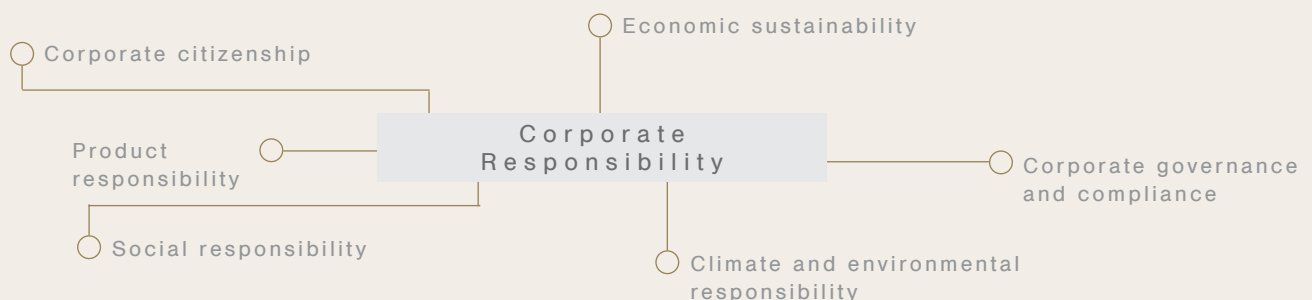 Economic sustainability
Corporate citizenship
Corporate
Responsibility
Product
responsibility
Corporate governance
and compliance
Social responsibility
Climate and environmental
responsibility